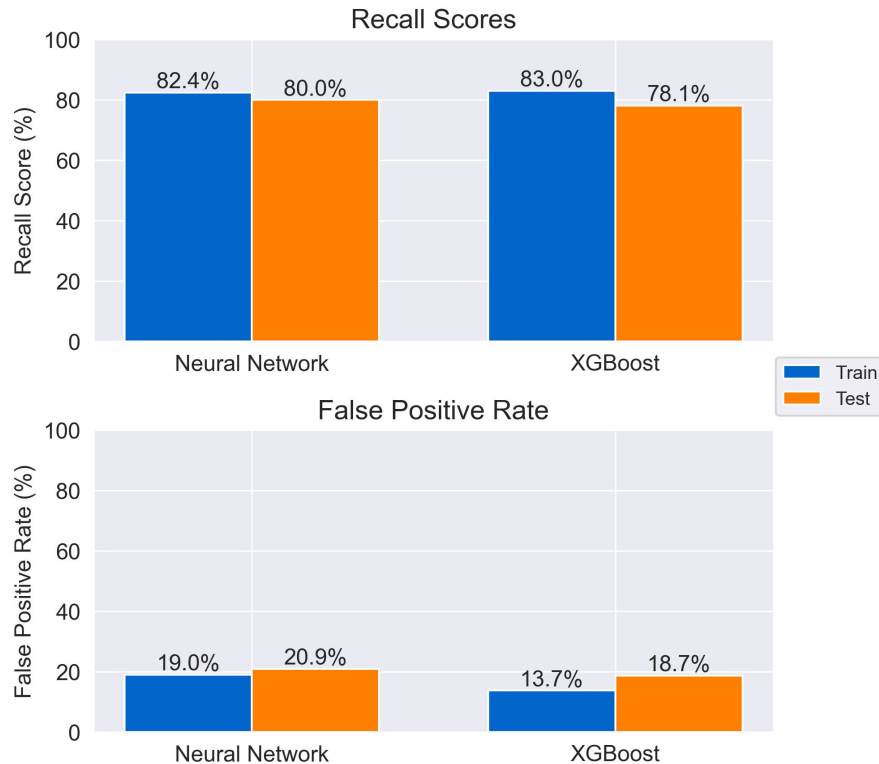 Recall Scores
Recall Score (%)
100
80
60
40
20
0
82.4%
80.0%
83.0%
78.1%
Neural Network
XGBoost
Train
Test
False Positive Rate
False Positive Rate (%)
100
80
60
40
20
0
19.0%
20.9%
13.7%
18.7%
Neural Network
XGBoost